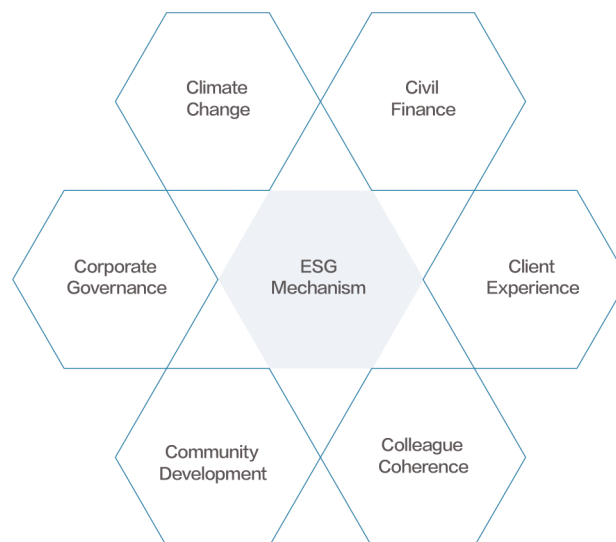 Climate
Change
Civil
Finance
Corporate
Governance
ESG
Mechanism
Client
Experience
Community
Development
Colleague
Coherence